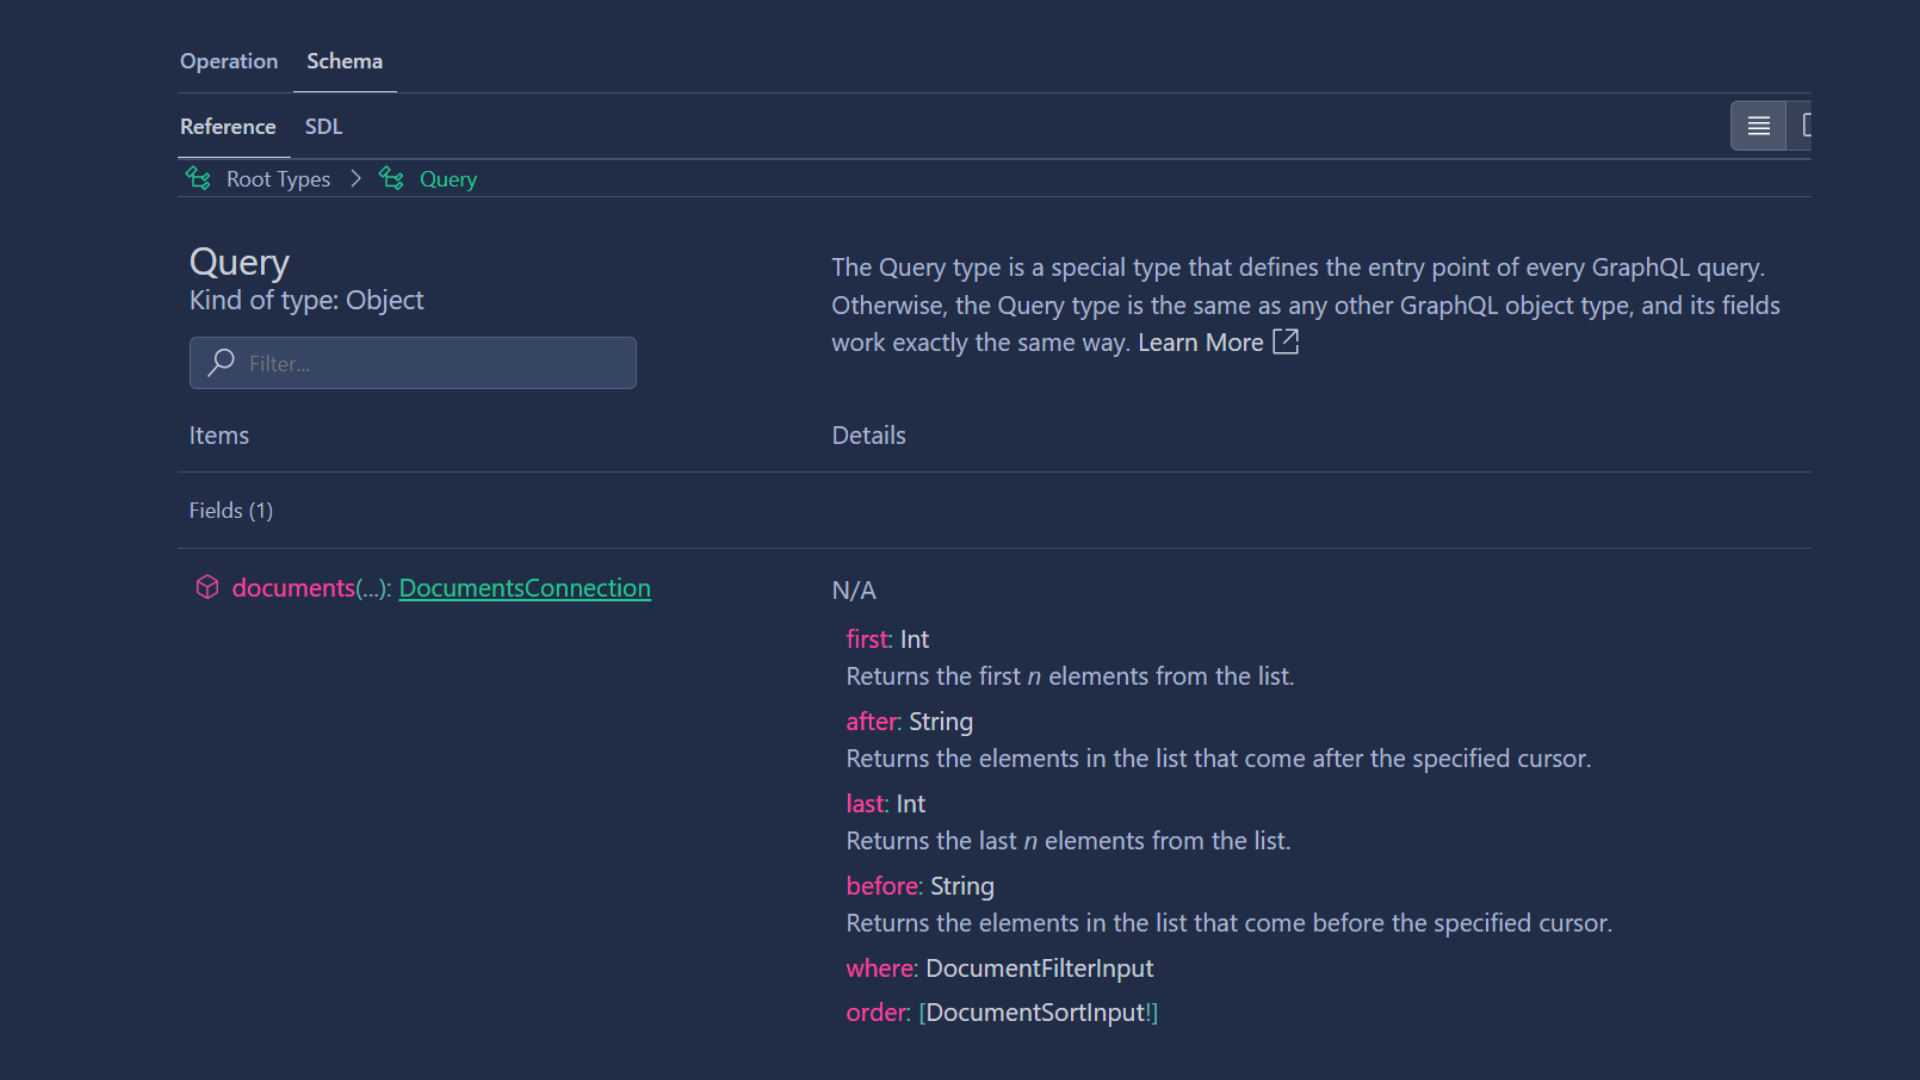 Operation Schema
Reference SDL
Root Types > Query
Query
Kind of type: Object
The Query type is a special type that defines the entry point of every GraphQL query.
Otherwise, the Query type is the same as any other GraphQL object type, and its fields
work exactly the same way. Learn More
Filter...
Items Details
Fields (1)
documents(...): DocumentsConnection
N/A
first: Int
Returns the first n elements from the list.
after: String
Returns the elements in the list that come after the specified cursor.
last: Int
Returns the last n elements from the list.
before: String
Returns the elements in the list that come before the specified cursor.
where: DocumentFilterInput
order: [DocumentSortInput!]